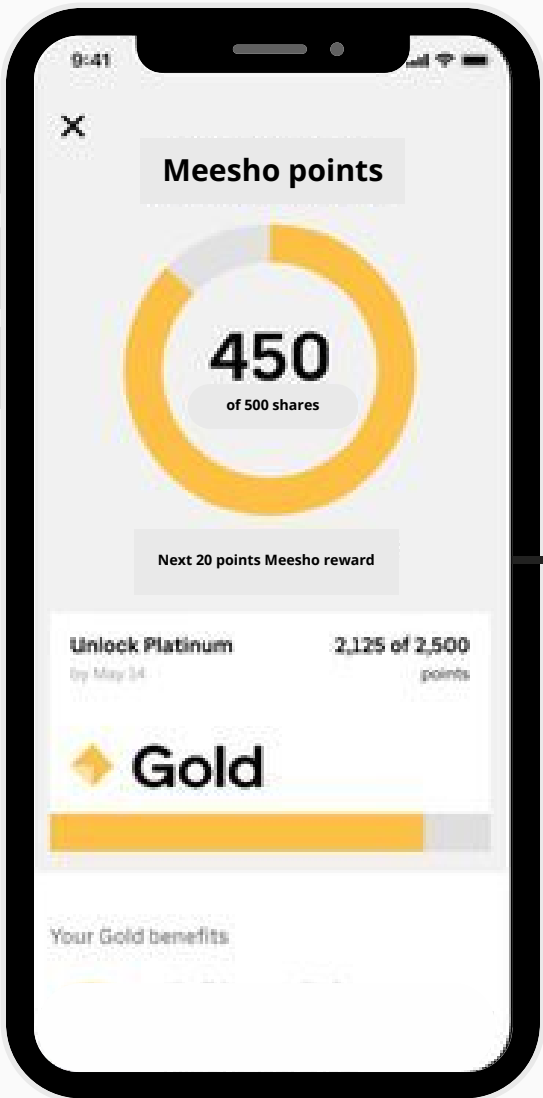 9:41
Meesho points
450
of 500 shares
Next 20 points Meesho reward
Unlock Platinum
2,125 of 2,500
by May 14
points
Gold
Your Gold benefits